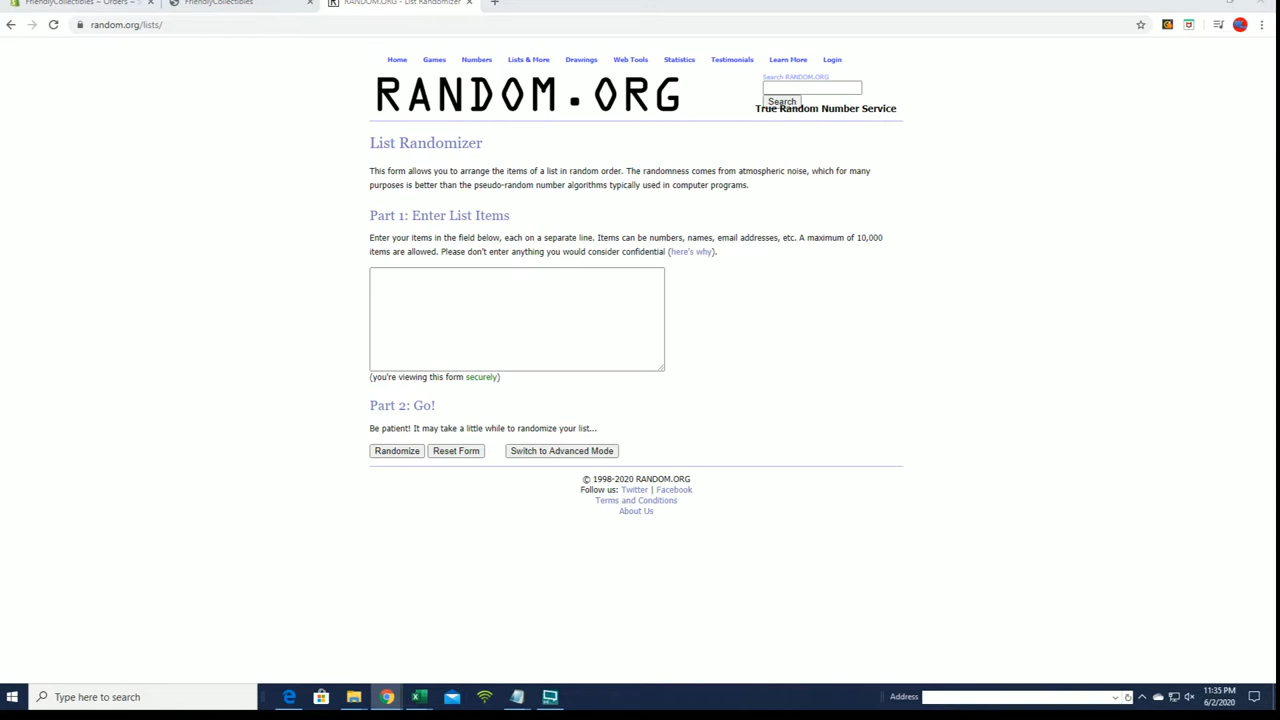 FriendlyCollectibles – Orders – S
FriendlyCollectibles
RANDOM.ORG - List Randomizer
random.org/lists/
Home Games Numbers Lists & More Drawings Web Tools Statistics Testimonials Learn More Login
RANDOM.ORG
Search RANDOM.ORG
Search
True Random Number Service
List Randomizer
This form allows you to arrange the items of a list in random order. The randomness comes from atmospheric noise, which for many
purposes is better than the pseudo-random number algorithms typically used in computer programs.
Part 1: Enter List Items
Enter your items in the field below, each on a separate line. Items can be numbers, names, email addresses, etc. A maximum of 10,000
items are allowed. Please don't enter anything you would consider confidential (here's why).
(you're viewing this form securely)
Part 2: Go!
Be patient! It may take a little while to randomize your list...
Randomize Reset Form Switch to Advanced Mode
© 1998-2020 RANDOM.ORG
Follow us: Twitter | Facebook
Terms and Conditions
About Us
Type here to search
Address
11:35 PM
6/2/2020